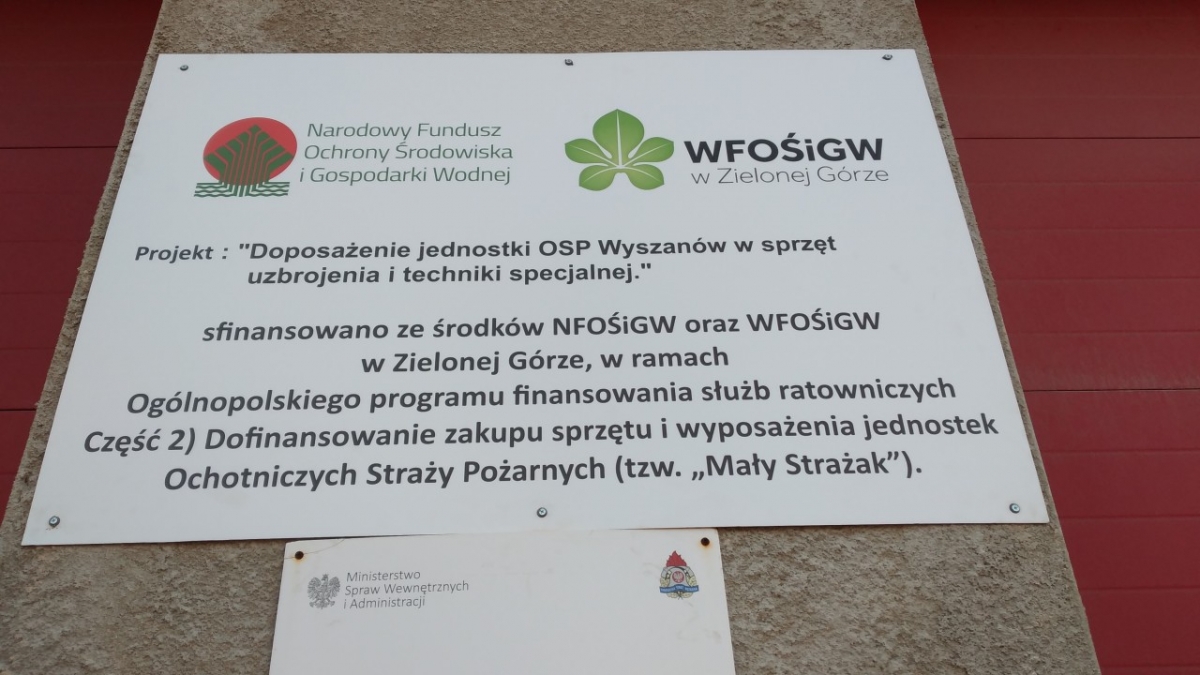 Narodowy Fundusz
Ochrony Środowiska
i Gospodarki Wodnej
WFOŚiGW
w Zielonej Górze
Projekt : "Doposażenie jednostki OSP Wyszanów w sprzęt
uzbrojenia i techniki specjalnej."
sfinansowano ze środków NFOŚiGW oraz WFOŚiGW
w Zielonej Górze, w ramach
Ogólnopolskiego programu finansowania służb ratowniczych
Część 2) Dofinansowanie zakupu sprzętu i wyposażenia jednostek
Ochotniczych Straży Pożarnych (tzw. „Mały Strażak”).
Ministerstwo
Spraw Wewnętrznych
i Administracji